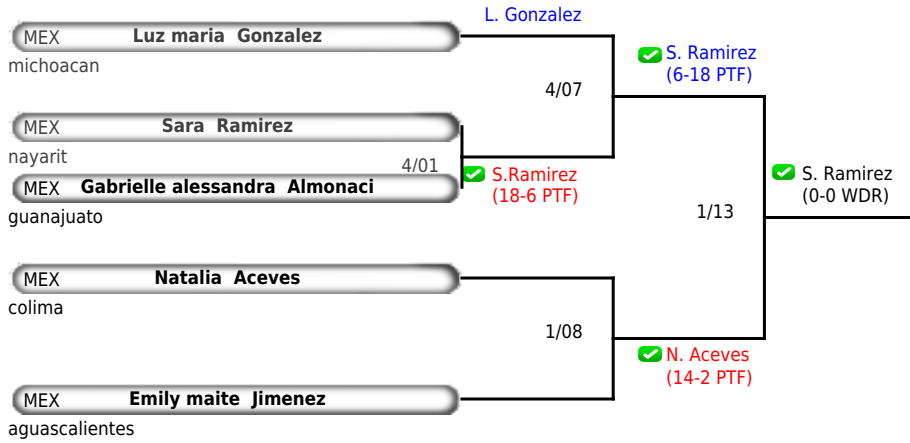 L. Gonzalez
MEX Luz maria Gonzalez
michoacan
S. Ramirez
(6-18 PTF)
4/07
MEX Sara Ramirez
nayarit
4/01
S.Ramirez
(18-6 PTF)
MEX Gabrielle alessandra Almonaci
guanajuato
S. Ramirez
(0-0 WDR)
1/13
MEX Natalia Aceves
colima
1/08
N. Aceves
(14-2 PTF)
MEX Emily maite Jimenez
aguascalientes